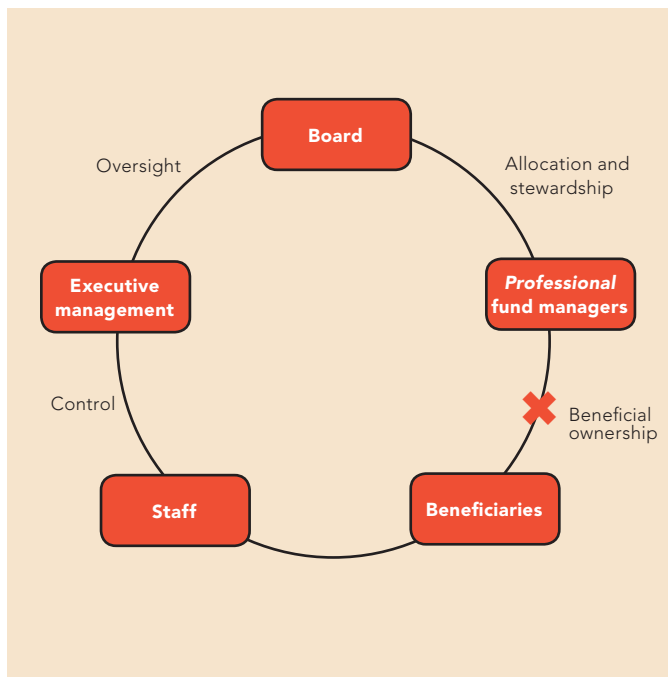 Board
Oversight
Allocation and
stewardship
Executive
management
Professional
fund managers
Control
Beneficial
ownership
Staff
Beneficiaries